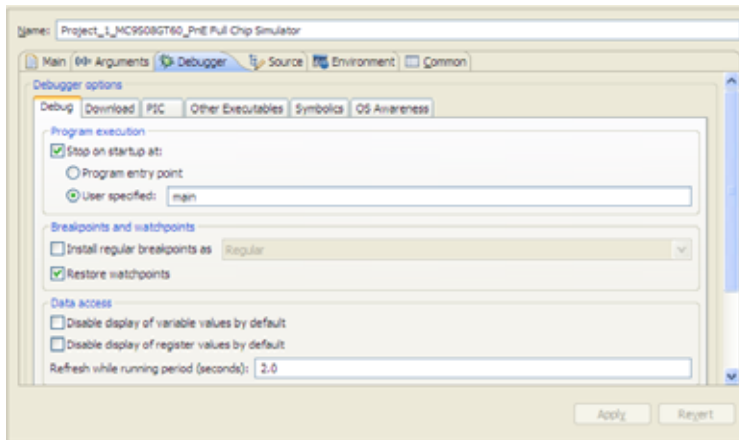 Name: Project_1_MC9S08GT60_PnE Full Chip Simulator
Main Arguments Debugger Source Environment Common
Debugger options
Debug Download PIC Other Executables Symbolics OS Awareness
Program execution
Stop on startup at:
Program entry point
User specified: main
Breakpoints and watchpoints
Install regular breakpoints as Regular
Restore watchpoints
Data access
Disable display of variable values by default
Disable display of register values by default
Refresh while running period (seconds): 2.0
Apply Revert